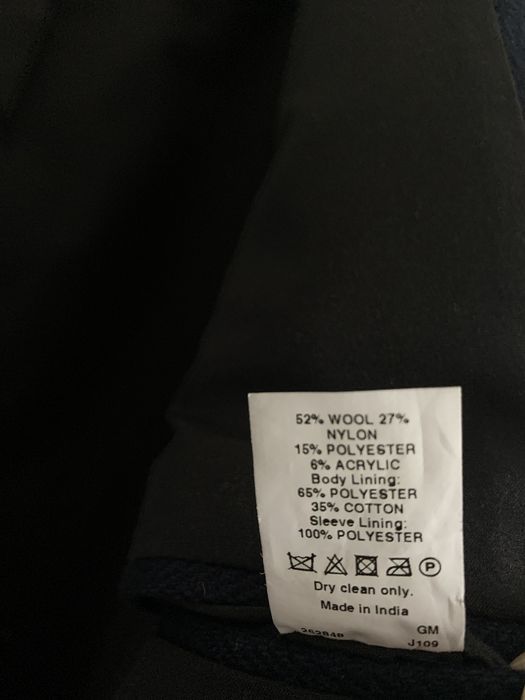 52% WOOL 27%
NYLON
15% POLYESTER
6% ACRYLIC
Body Lining:
65% POLYESTER
35% COTTON
Sleeve Lining:
100% POLYESTER
P
Dry clean only.
Made in India
GM
J109